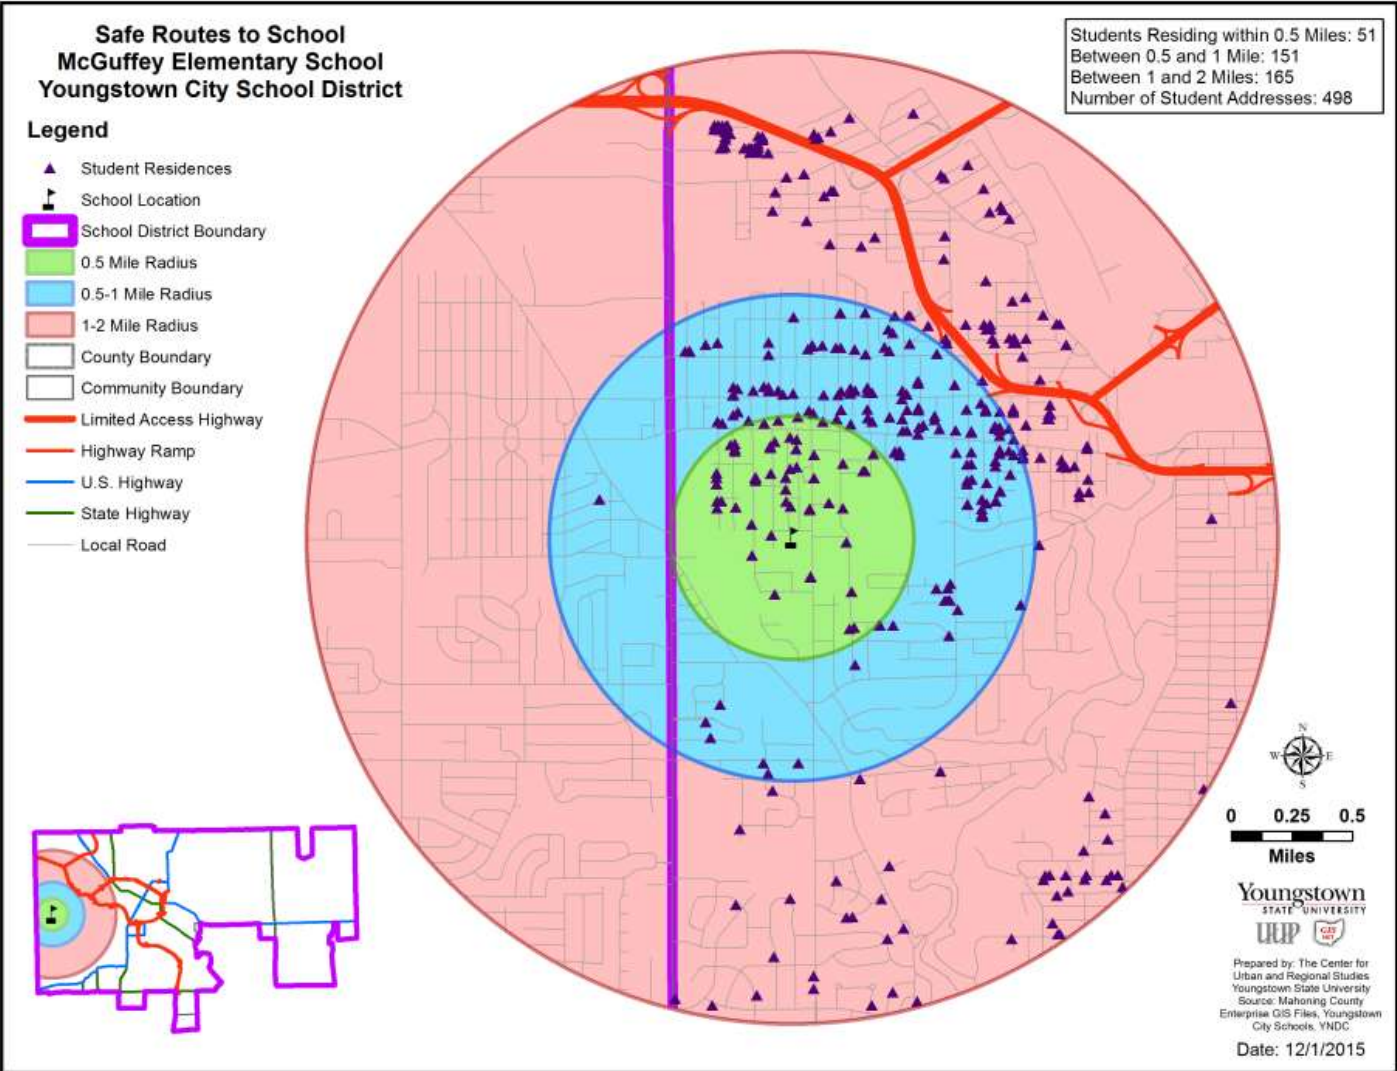 Safe Routes to School
McGuffey Elementary School
Youngstown City School District
Legend
Student Residences
School Location
School District Boundary
0.5 Mile Radius
0.5-1 Mile Radius
1-2 Mile Radius
County Boundary
Community Boundary
Limited Access Highway
Highway Ramp
U.S. Highway
State Highway
Local Road
Students Residing within 0.5 Miles: 51
Between 0.5 and 1 Mile: 151
Between 1 and 2 Miles: 165
Number of Student Addresses: 498
N
W E
S
0 0.25 0.5
Miles
Youngstown
STATE UNIVERSITY
UUP GIS
Prepared by: The Center for
Urban and Regional Studies
Youngstown State University
Source: Mahoning County
Enterprise GIS Files, Youngstown
City Schools, YNDC
Date: 12/1/2015